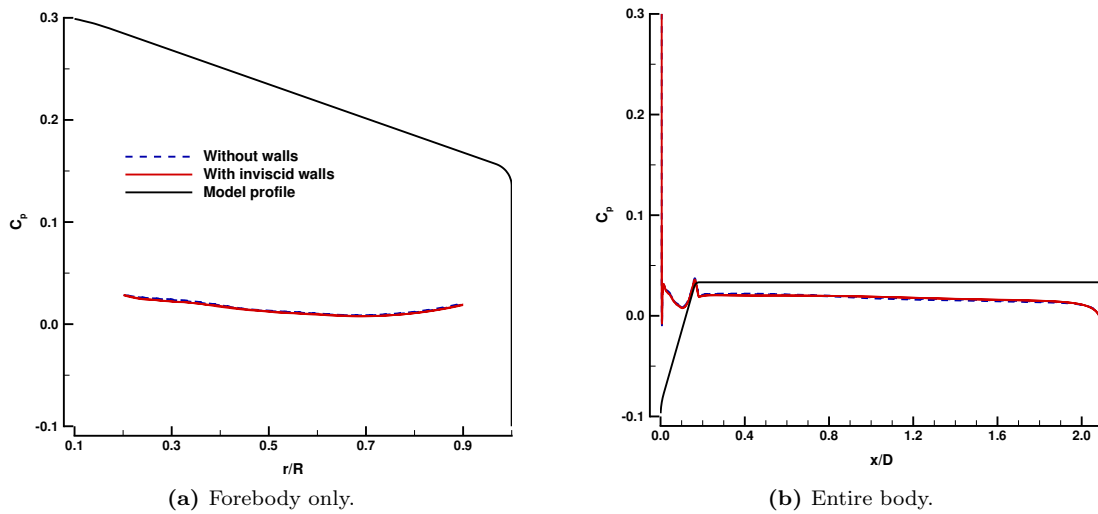 0.3
0.2
0.1
0.0
-0.1
C_p
0.1 0.3 0.5 0.7 0.9
r/R
Without walls
With inviscid walls
Model profile
(a) Forebody only.
0.3
0.2
0.1
0.0
-0.1
C_p
0.0 0.4 0.8 1.2 1.6 2.0
x/D
(b) Entire body.